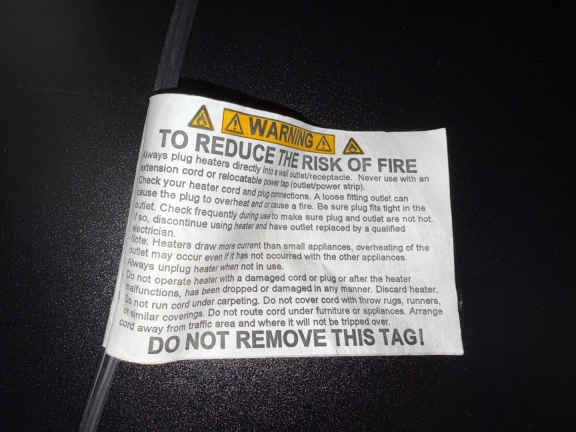 WARNING
TO REDUCE THE RISK OF FIRE
Always plug heaters directly into a wall outlet/receptacle. Never use with an
extension cord or relocatable power tap (outlet/power strip).
Check your heater cord and plug connections. A loose fitting outlet can
cause the plug to overheat and or cause a fire. Be sure plug fits tight in the
outlet. Check frequently during use to make sure plug and outlet are not hot.
If so, discontinue using heater and have outlet replaced by a qualified
electrician.
Note: Heaters draw more current than small appliances, overheating of the
outlet may occur even if it has not occurred with the other appliances.
Always unplug heater when not in use.
Do not operate heater with a damaged cord or plug or after the heater
malfunctions, has been dropped or damaged in any manner. Discard heater.
Do not run cord under carpeting. Do not cover cord with throw rugs, runners,
or similar coverings. Do not route cord under furniture or appliances. Arrange
cord away from traffic area and where it will not be tripped over.
DO NOT REMOVE THIS TAG!